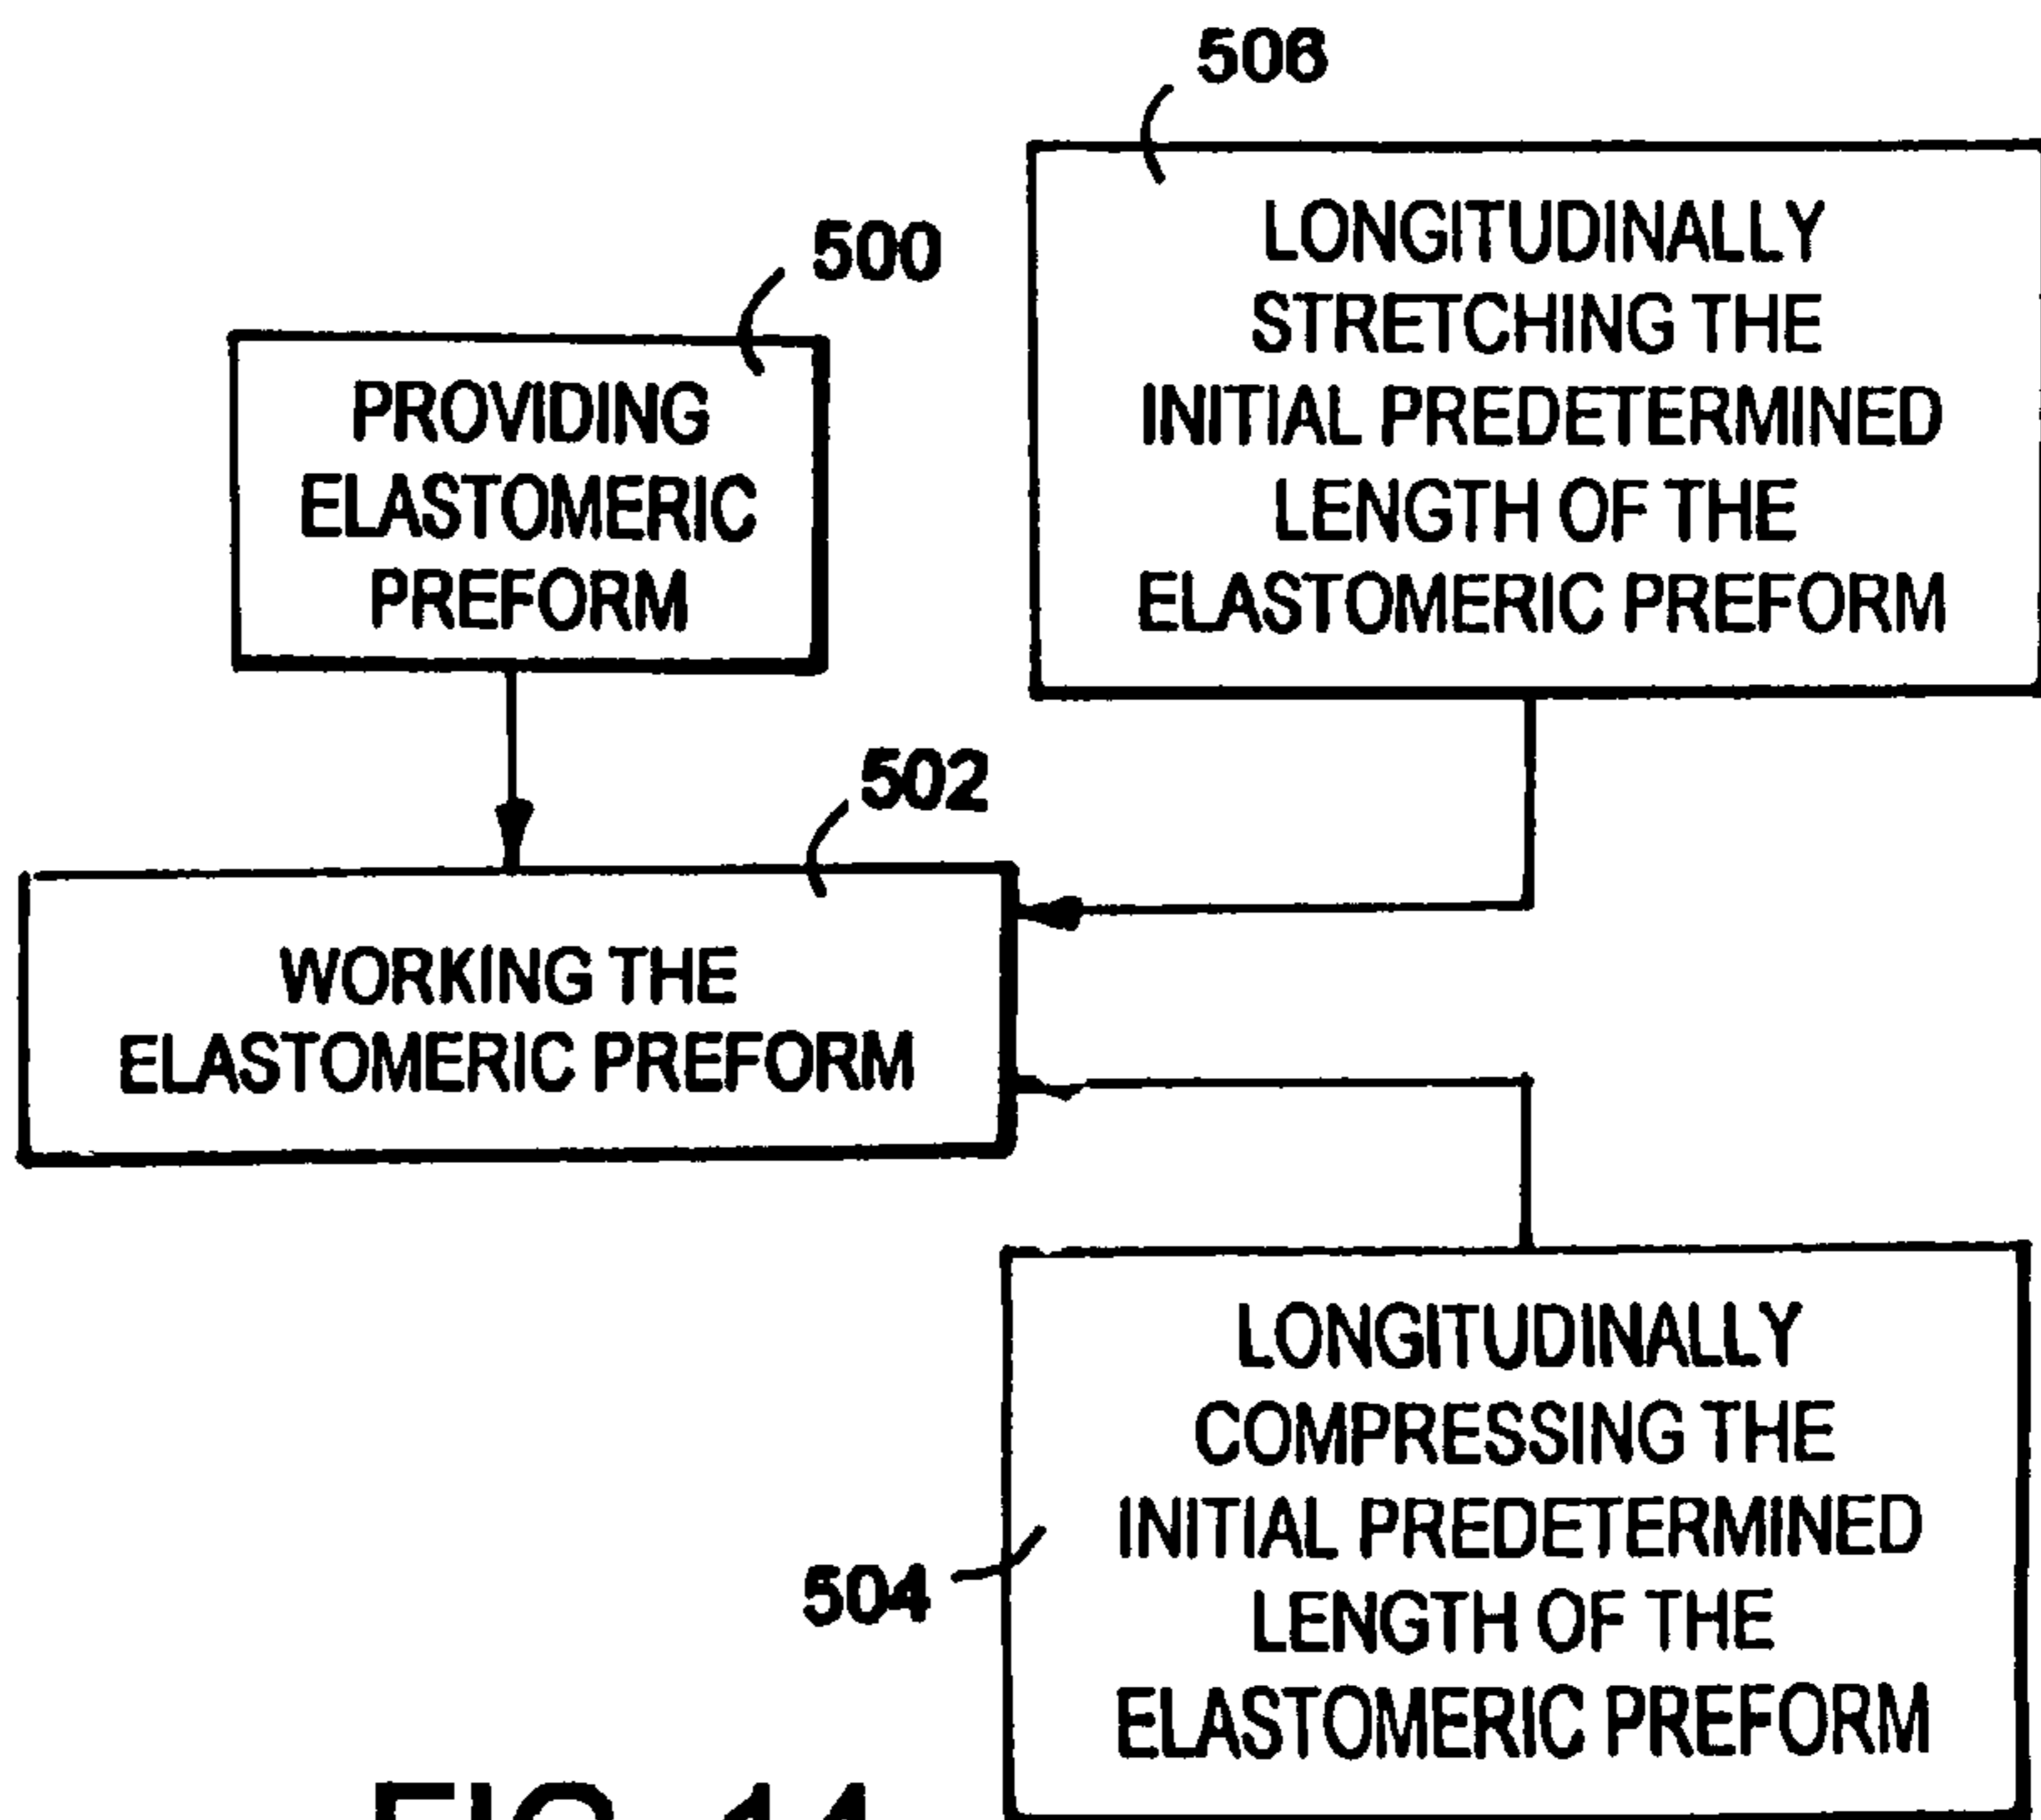 506
LONGITUDINALLY
STRETCHING THE
INITIAL PREDETERMINED
LENGTH OF THE
ELASTOMERIC PREFORM
500
PROVIDING
ELASTOMERIC
PREFORM
502
WORKING THE
ELASTOMERIC PREFORM
504
LONGITUDINALLY
COMPRESSING THE
INITIAL PREDETERMINED
LENGTH OF THE
ELASTOMERIC PREFORM